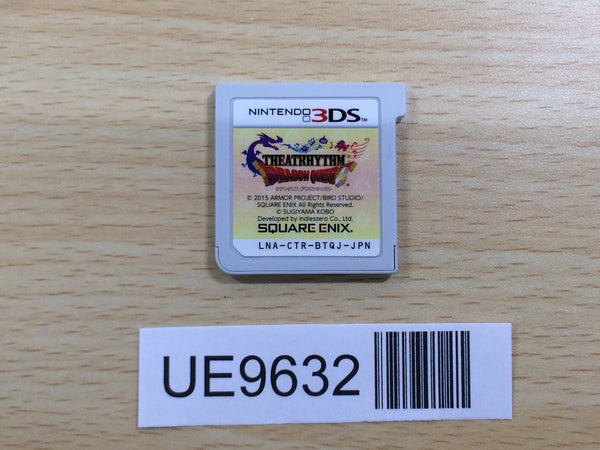 NINTENDO 3DS™
THEATRHYTHM
DRAGON QUEST
© 2015 ARMOR PROJECT/BIRD STUDIO/
SQUARE ENIX All Rights Reserved.
© SUGIYAMA KOBO
Developed by indieszero Co., Ltd.
SQUARE ENIX.
LNA-CTR-BTQJ-JPN
UE9632